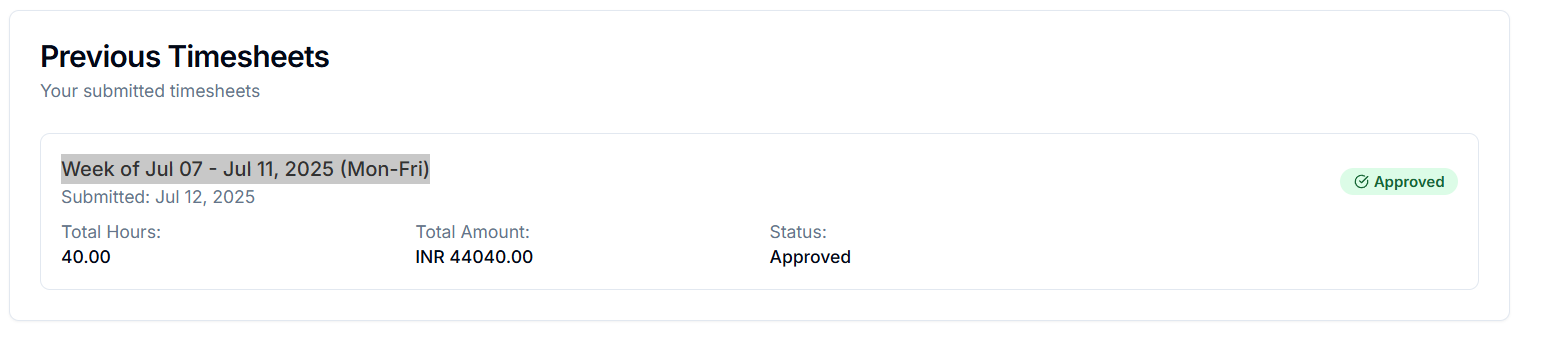 Previous Timesheets
Your submitted timesheets
Week of Jul 07 - Jul 11, 2025 (Mon-Fri)
Submitted: Jul 12, 2025
Approved
Total Hours: Total Amount: Status:
40.00 INR 44040.00 Approved